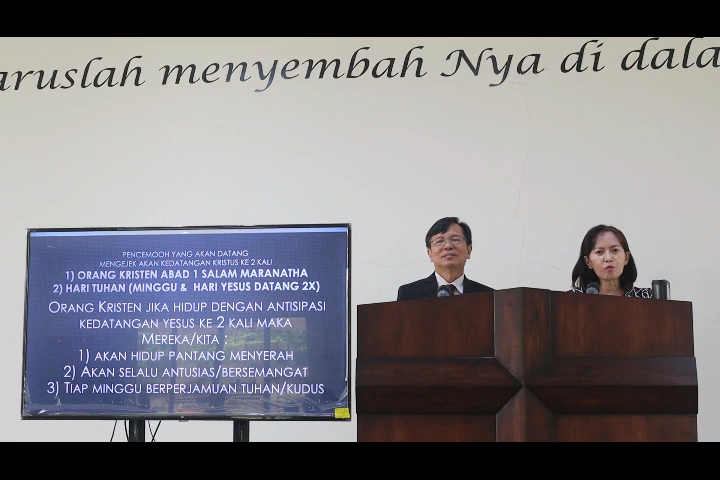 aruslah menyembah Nya di dala
PENCEMOOH YANG AKAN DATANG
MENGEJEK AKAN KEDATANGAN KRISTUS KE 2 KALI
1) ORANG KRISTEN ABAD 1 SALAM MARANATHA
2) HARI TUHAN (MINGGU & HARI YESUS DATANG 2X)
ORANG KRISTEN JIKA HIDUP DENGAN ANTISIPASI
KEDATANGAN YESUS KE 2 KALI MAKA
MEREKA/KITA :
1) AKAN HIDUP PANTANG MENYERAH
2) AKAN SELALU ANTUSIAS/BERSEMANGAT
3) TIAP MINGGU BERPERJAMUAN TUHAN/KUDUS